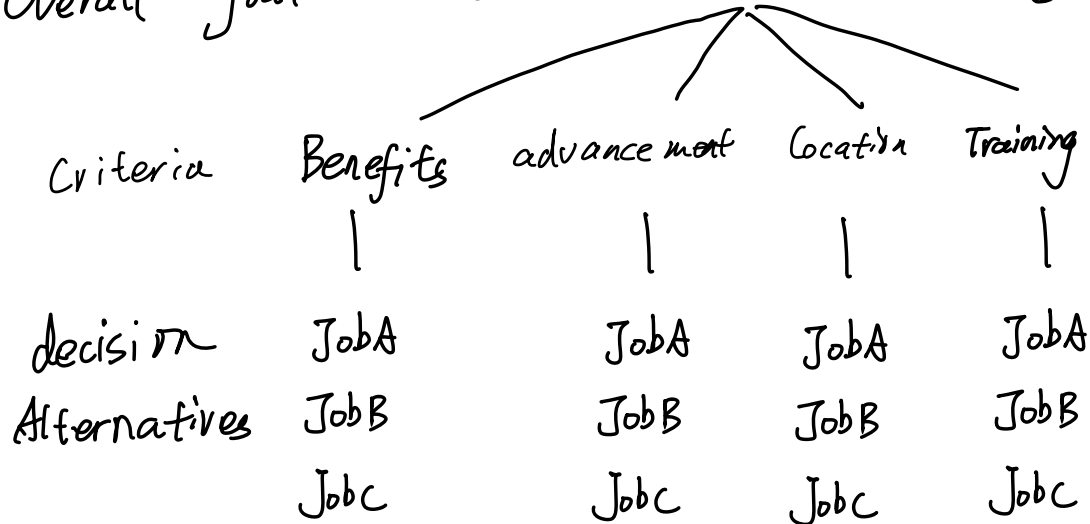 Overall
Criteria Benefits advancement Location Training
decision JobA JobA JobA JobA
Alternatives JobB JobB JobB JobB
JobC JobC JobC JobC